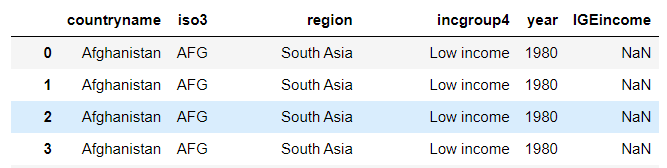 countryname iso3 region incgroup4 year IGEincome
0 Afghanistan AFG South Asia Low income 1980 NaN
1 Afghanistan AFG South Asia Low income 1980 NaN
2 Afghanistan AFG South Asia Low income 1980 NaN
3 Afghanistan AFG South Asia Low income 1980 NaN